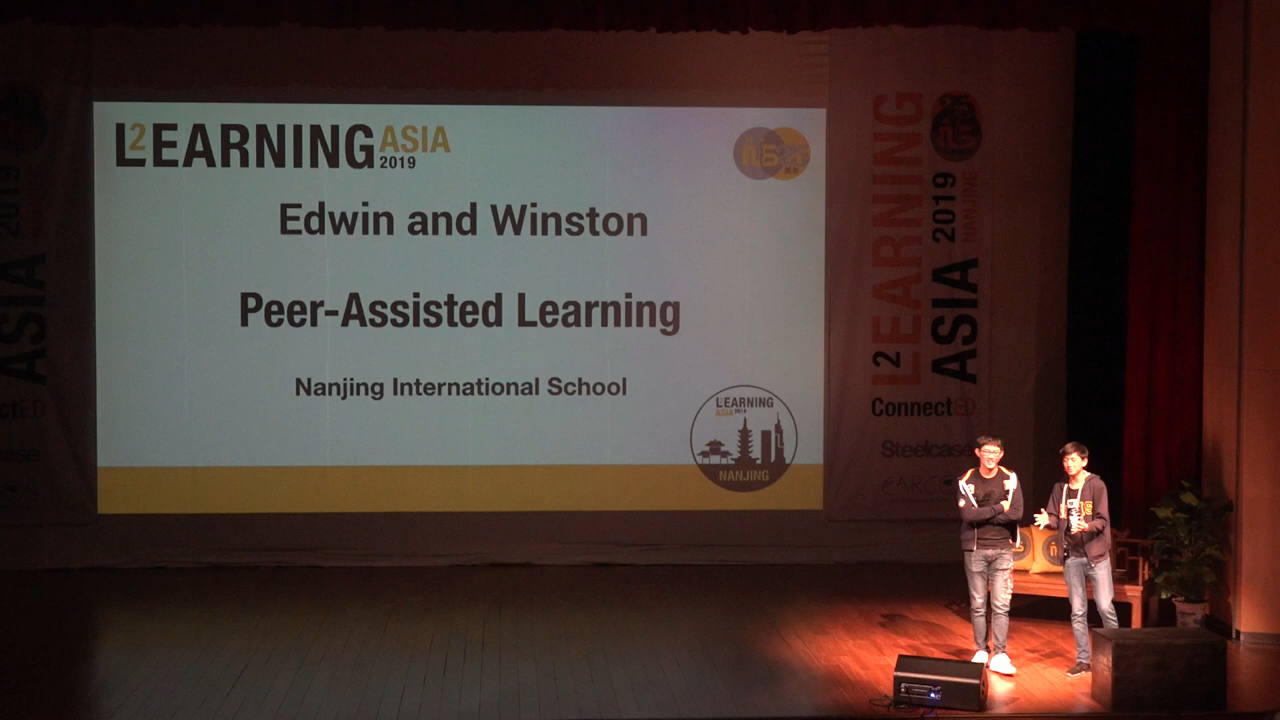 L2EARNING ASIA
2019
Edwin and Winston
Peer-Assisted Learning
Nanjing International School
LEARNING
ASIA 2019
NANJING
L2EARNING
ASIA 2019
NANJING
ConnectED
Steelcase